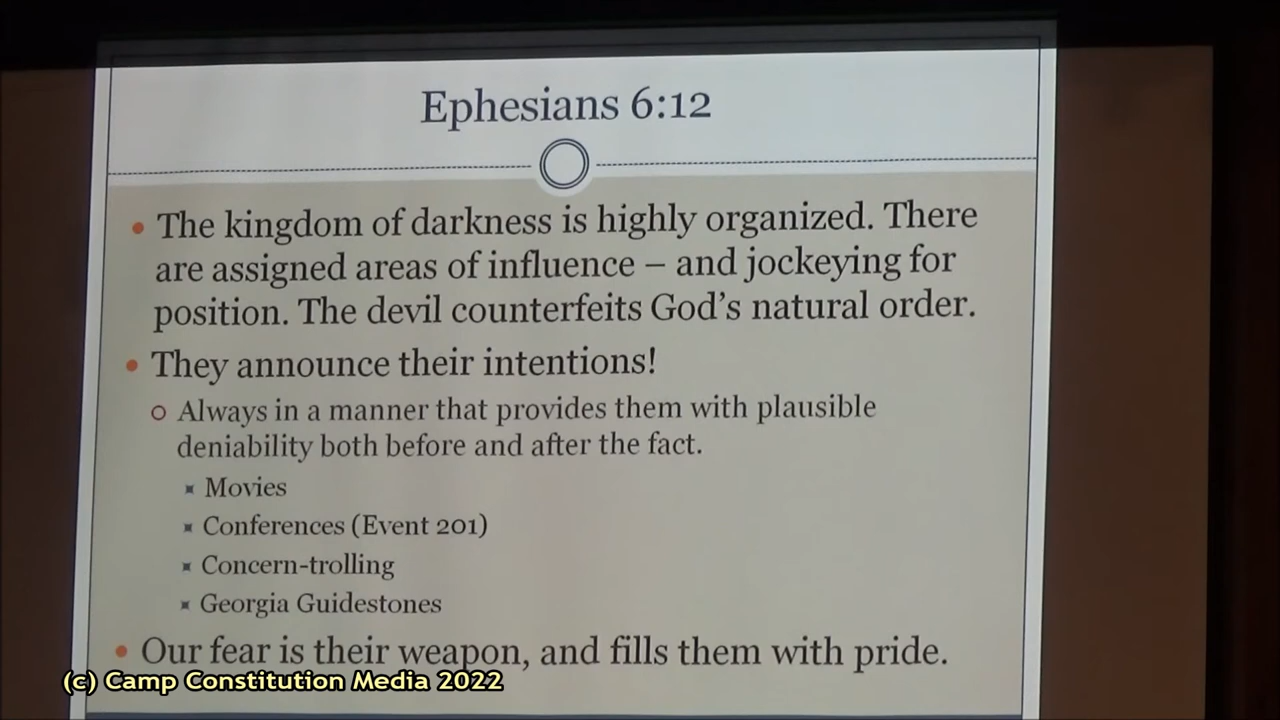 Ephesians 6:12
• The kingdom of darkness is highly organized. There
are assigned areas of influence – and jockeying for
position. The devil counterfeits God's natural order.
• They announce their intentions!
○ Always in a manner that provides them with plausible
deniability both before and after the fact.
▪ Movies
▪ Conferences (Event 201)
▪ Concern-trolling
▪ Georgia Guidestones
• Our fear is their weapon, and fills them with pride.
(c) Camp Constitution Media 2022